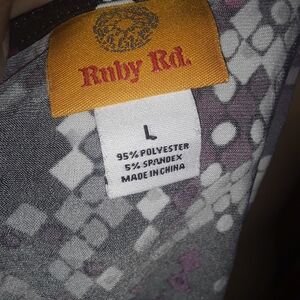 Ruby Rd.
L
95% POLYESTER
5% SPANDEX
MADE IN CHINA